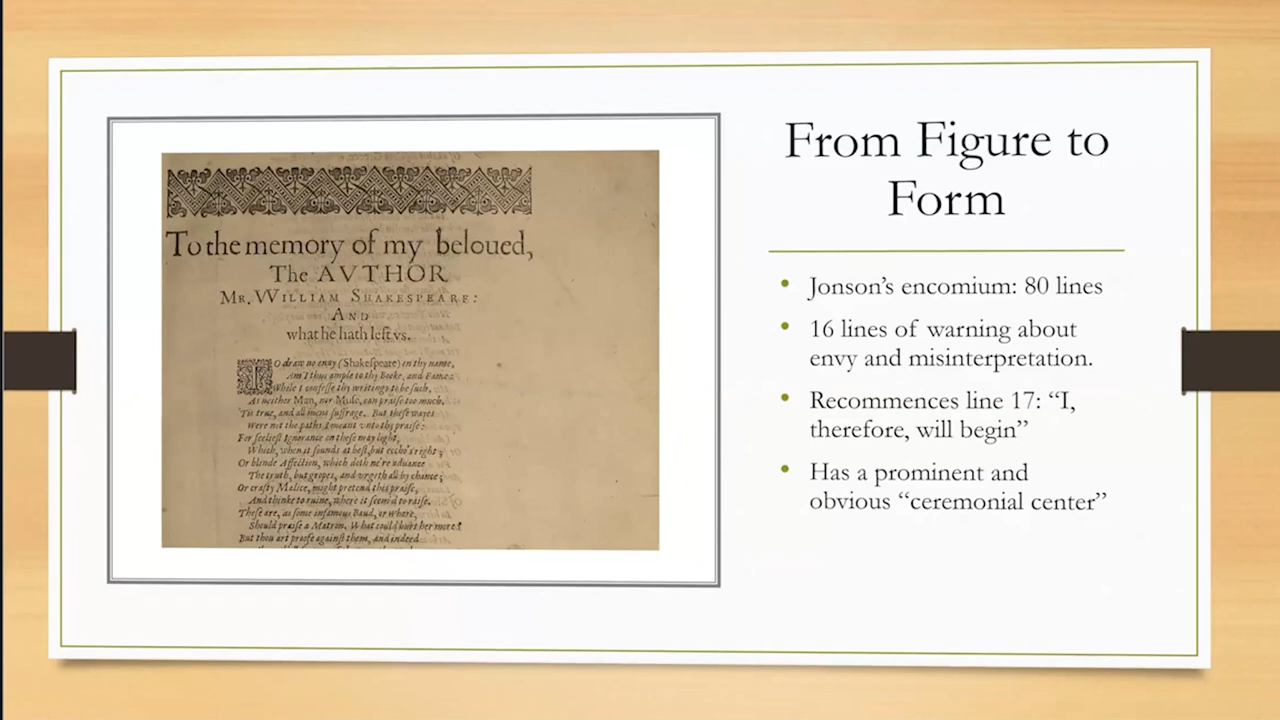 To the memory of my beloued,
The AVTHOR
MR. WILLIAM SHAKESPEARE:
AND
what he hath left vs.
TO draw no enuy (Shakespeare) on thy name,
Am I thus ample to thy Booke, and Fame:
While I confesse thy writings to be such,
As neither Man, nor Muse, can praise too much.
'Tis true, and all mens suffrage. But these wayes
Were not the paths I meant vnto thy praise:
For seeliest Ignorance on these may light,
Which, when it sounds at best, but eccho's right;
Or blinde Affection, which doth ne're aduance
The truth, but gropes, and vrgeth all by chance;
Or crafty Malice, might pretend this praise,
And thinke to ruine, where it seem'd to raise.
These are, as some infamous Baud, or Whore,
Should praise a Matron. What could hurt her more?
But thou art proofe against them, and indeed
From Figure to
Form
• Jonson’s encomium: 80 lines
• 16 lines of warning about
envy and misinterpretation.
• Recommences line 17: “I,
therefore, will begin”
• Has a prominent and
obvious “ceremonial center”